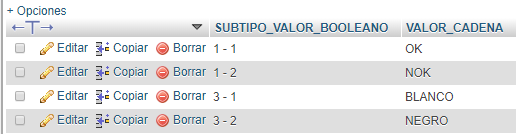 + Opciones
SUBTIPO_VALOR_BOOLEANO VALOR_CADENA
Editar Copiar Borrar 1 - 1 OK
Editar Copiar Borrar 1 - 2 NOK
Editar Copiar Borrar 3 - 1 BLANCO
Editar Copiar Borrar 3 - 2 NEGRO